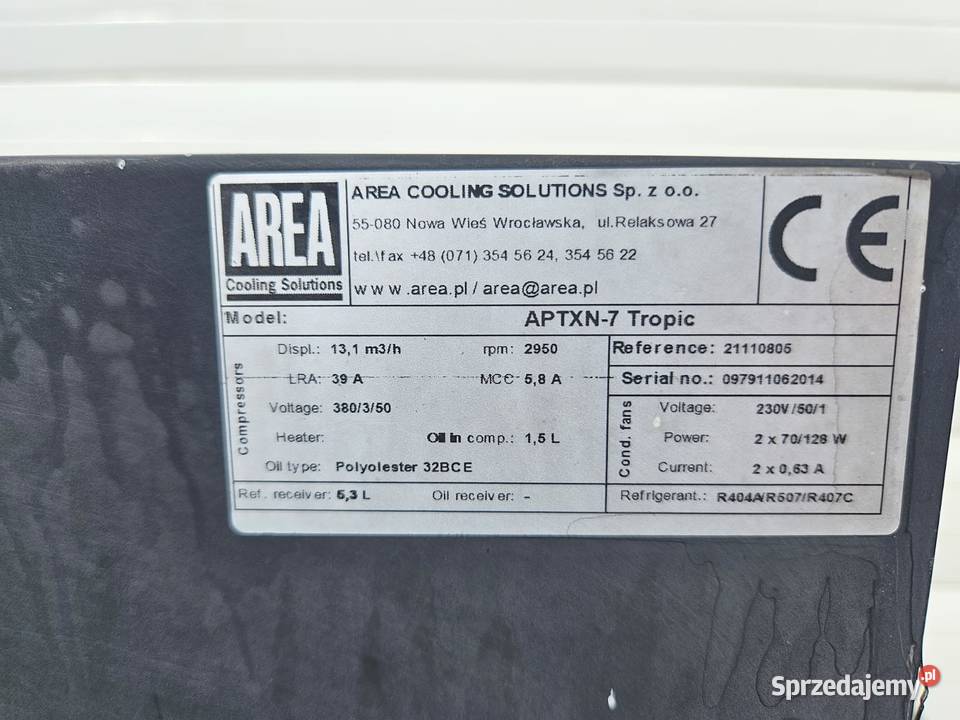 AREA
Cooling Solutions
AREA COOLING SOLUTIONS Sp. z o.o.
55-080 Nowa Wieś Wrocławska, ul.Relaksowa 27
tel.\fax +48 (071) 354 56 24, 354 56 22
www.area.pl / area@area.pl
CE
Model: APTXN-7 Tropic
Compressors
Displ.: 13,1 m3/h rpm: 2950
LRA: 39 A MCC: 5,8 A
Voltage: 380/3/50
Heater: Oil in comp.: 1,5 L
Oil type: Polyolester 32BCE
Ref. receiver: 5,3 L Oil receiver: -
Reference: 21110805
Serial no.: 097911062014
Cond. fans
Voltage: 230V/50/1
Power: 2 x 70/128 W
Current: 2 x 0,63 A
Refrigerant.: R404A/R507/R407C
Sprzedajemy.pl